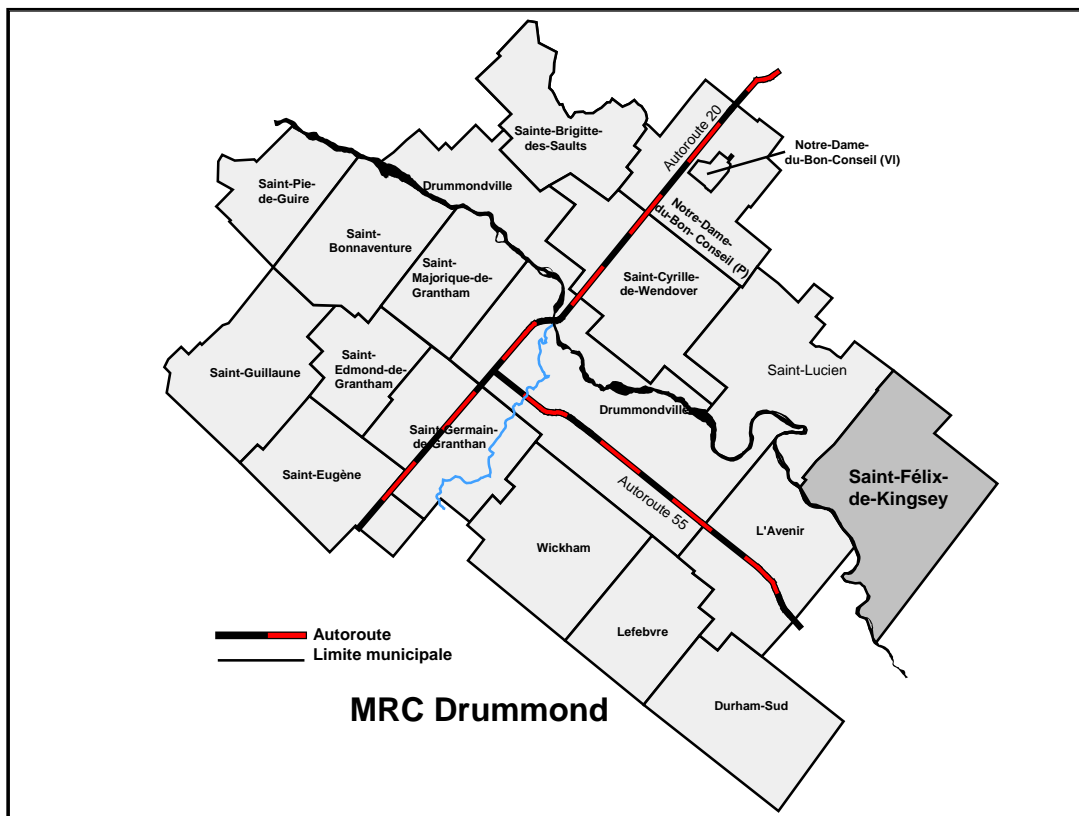 Sainte-Brigitte-
des-Saults
Autoroute 20
Notre-Dame-
du-Bon-Conseil (Vl)
Saint-Pie-
de-Guire
Drummondville
Notre-Dame-
du-Bon- Conseil (P)
Saint-
Bonnaventure
Saint-
Majorique-de-
Grantham
Saint-Cyrille-
de-Wendover
Saint-Guillaume
Saint-
Edmond-de-
Grantham
Saint-Lucien
Drummondville
Saint-Germain-
de-Granthan
Saint-Eugène
Saint-Félix-
de-Kingsey
Autoroute 55
L'Avenir
Wickham
Lefebvre
Autoroute
Limite municipale
Durham-Sud
MRC Drummond